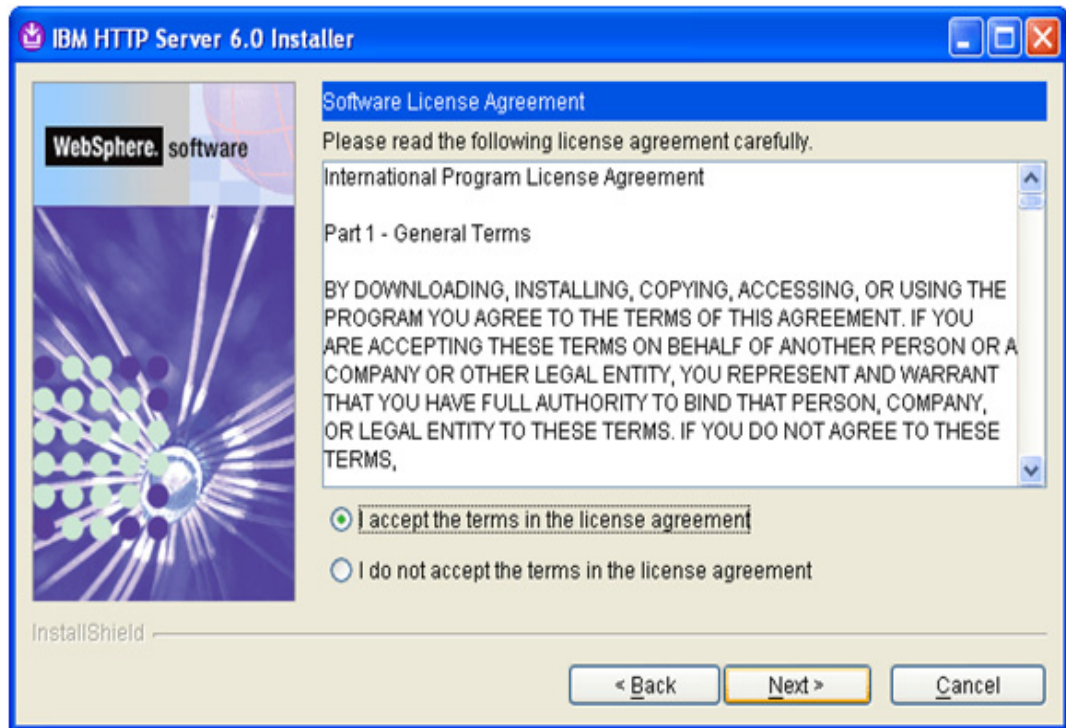 IBM HTTP Server 6.0 Installer
WebSphere. software
Software License Agreement
Please read the following license agreement carefully.
International Program License Agreement
Part 1 - General Terms
BY DOWNLOADING, INSTALLING, COPYING, ACCESSING, OR USING THE
PROGRAM YOU AGREE TO THE TERMS OF THIS AGREEMENT. IF YOU
ARE ACCEPTING THESE TERMS ON BEHALF OF ANOTHER PERSON OR A
COMPANY OR OTHER LEGAL ENTITY, YOU REPRESENT AND WARRANT
THAT YOU HAVE FULL AUTHORITY TO BIND THAT PERSON, COMPANY,
OR LEGAL ENTITY TO THESE TERMS. IF YOU DO NOT AGREE TO THESE
TERMS,
I accept the terms in the license agreement
I do not accept the terms in the license agreement
InstallShield
< Back
Next >
Cancel